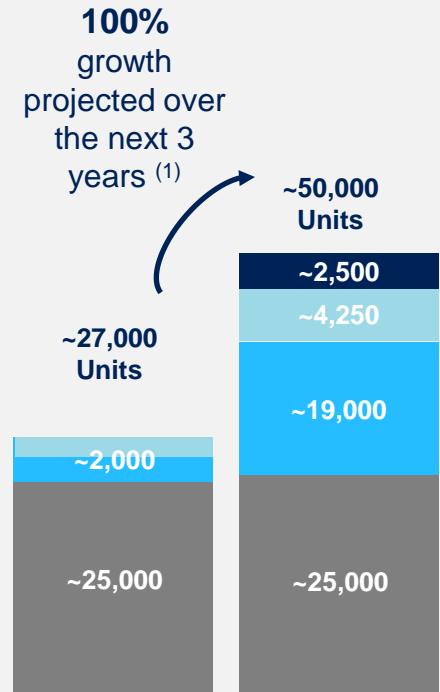 100%
growth
projected over
the next 3
years (1)
~50,000
Units
~2,500
~4,250
~27,000
Units
~19,000
~2,000
~25,000
~25,000